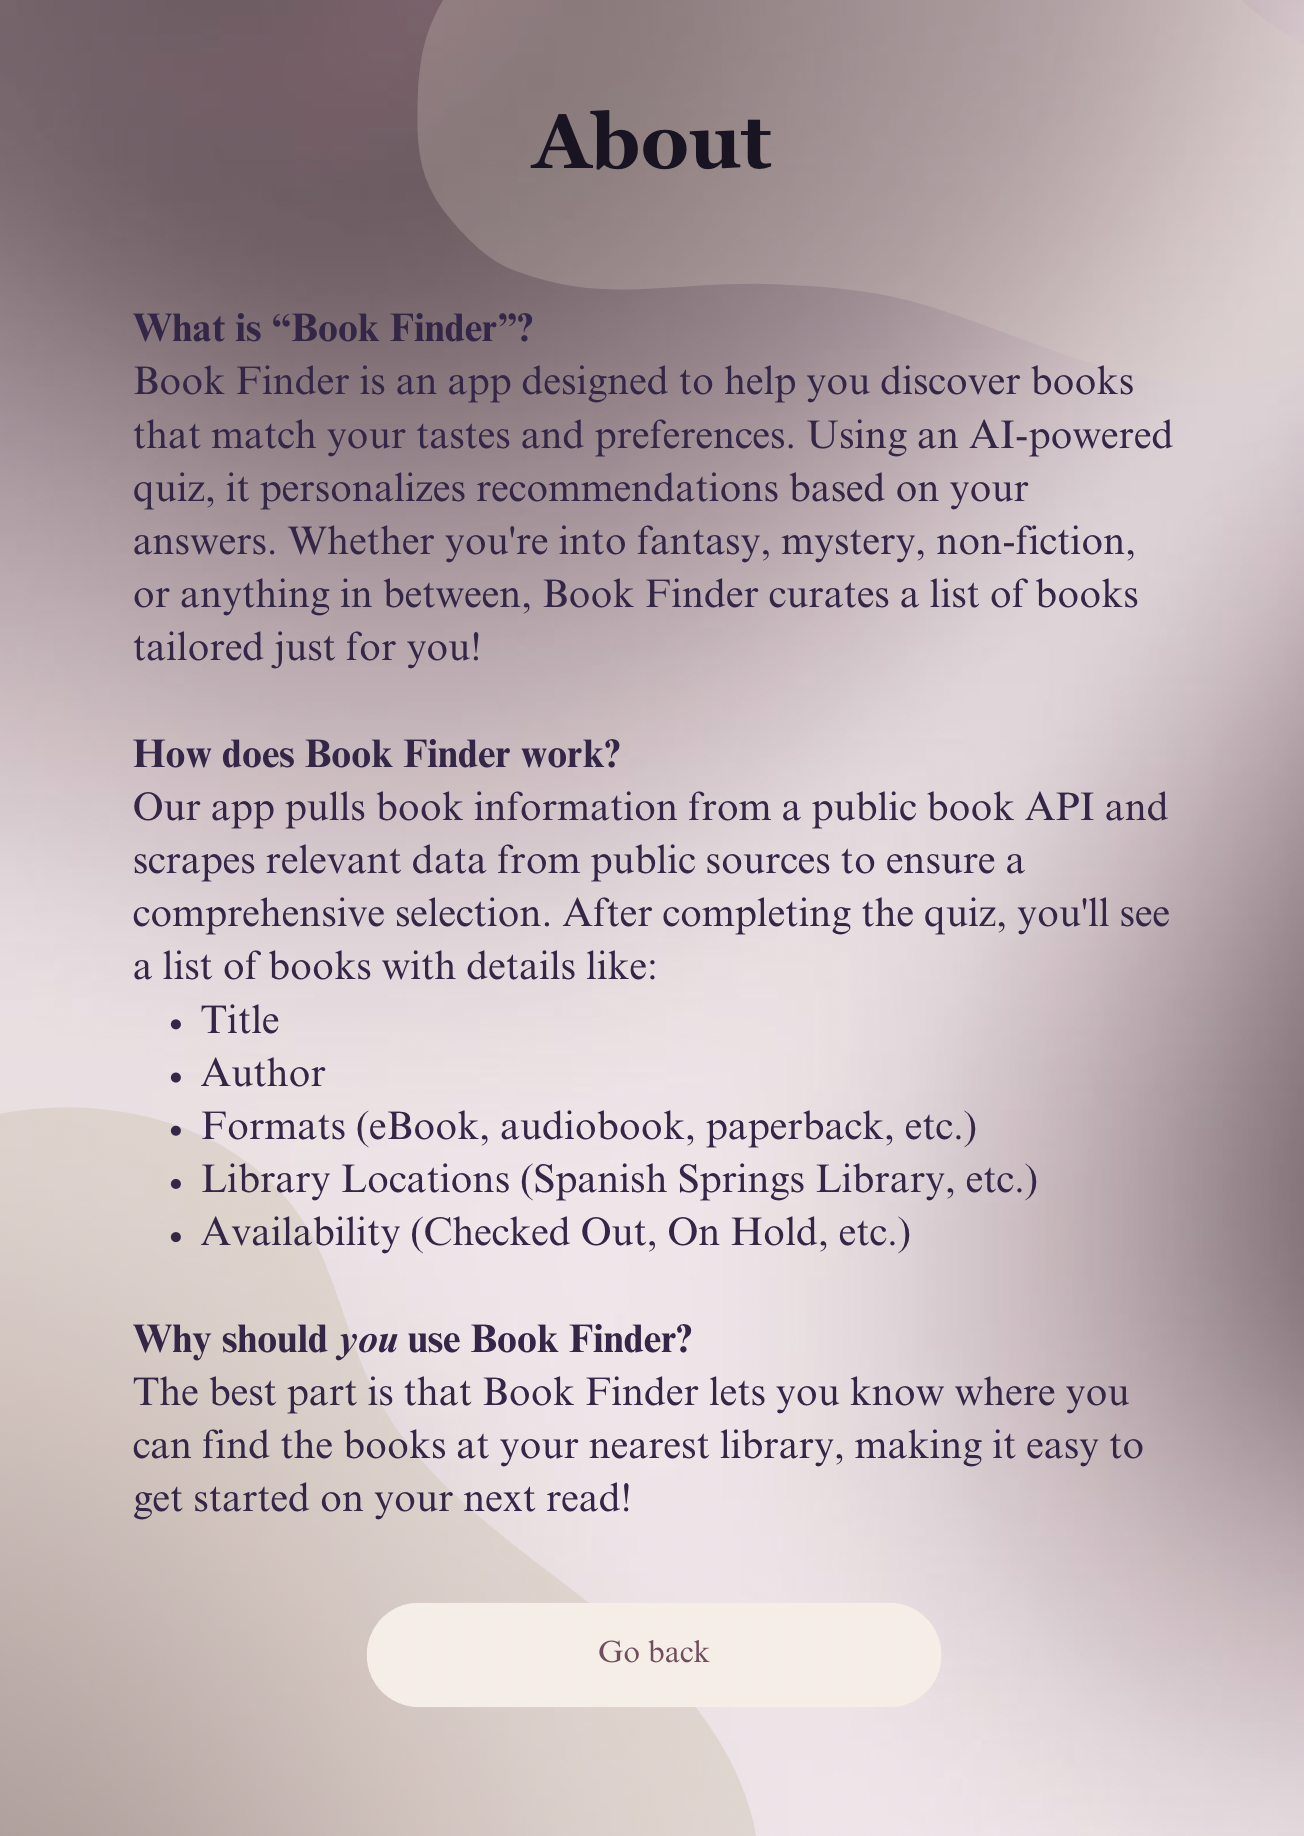 About
What is “Book Finder”?
Book Finder is an app designed to help you discover books
that match your tastes and preferences. Using an AI-powered
quiz, it personalizes recommendations based on your
answers. Whether you're into fantasy, mystery, non-fiction,
or anything in between, Book Finder curates a list of books
tailored just for you!
How does Book Finder work?
Our app pulls book information from a public book API and
scrapes relevant data from public sources to ensure a
comprehensive selection. After completing the quiz, you'll see
a list of books with details like:
• Title
• Author
• Formats (eBook, audiobook, paperback, etc.)
• Library Locations (Spanish Springs Library, etc.)
• Availability (Checked Out, On Hold, etc.)
Why should you use Book Finder?
The best part is that Book Finder lets you know where you
can find the books at your nearest library, making it easy to
get started on your next read!
Go back